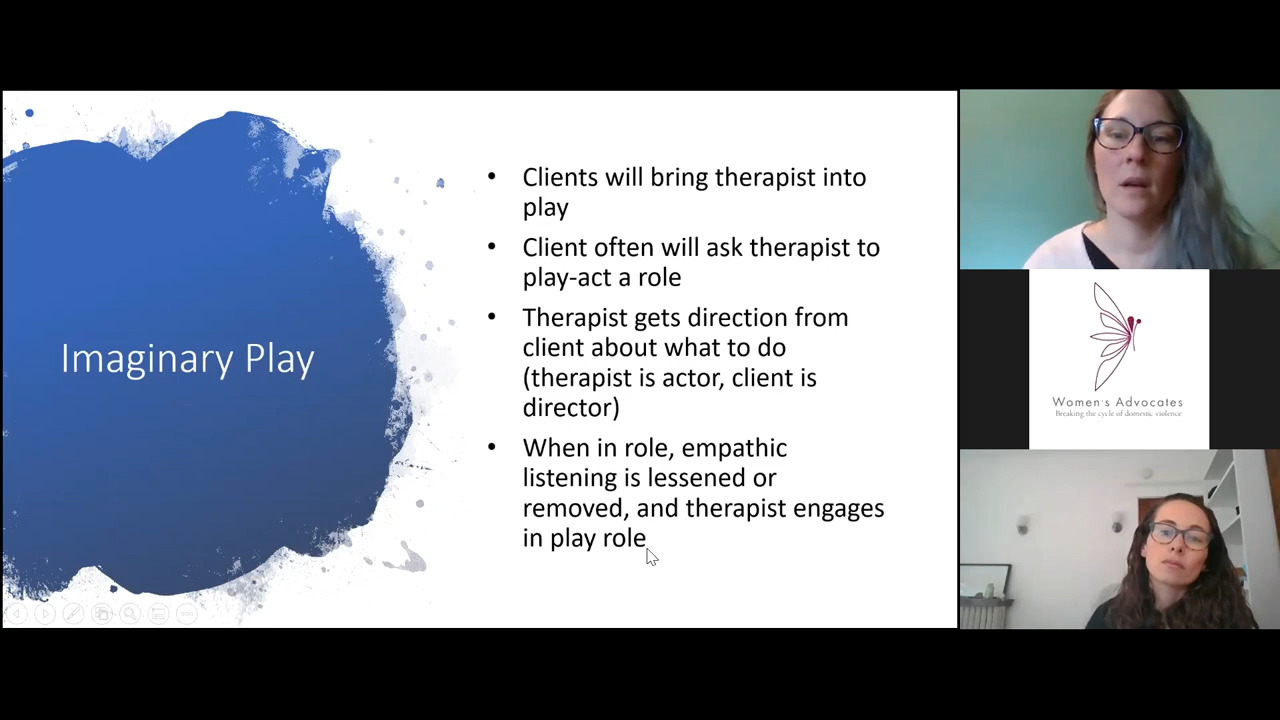 Imaginary Play
• Clients will bring therapist into
play
• Client often will ask therapist to
play-act a role
• Therapist gets direction from
client about what to do
(therapist is actor, client is
director)
• When in role, empathic
listening is lessened or
removed, and therapist engages
in play role
Women's Advocates
Breaking the cycle of domestic violence